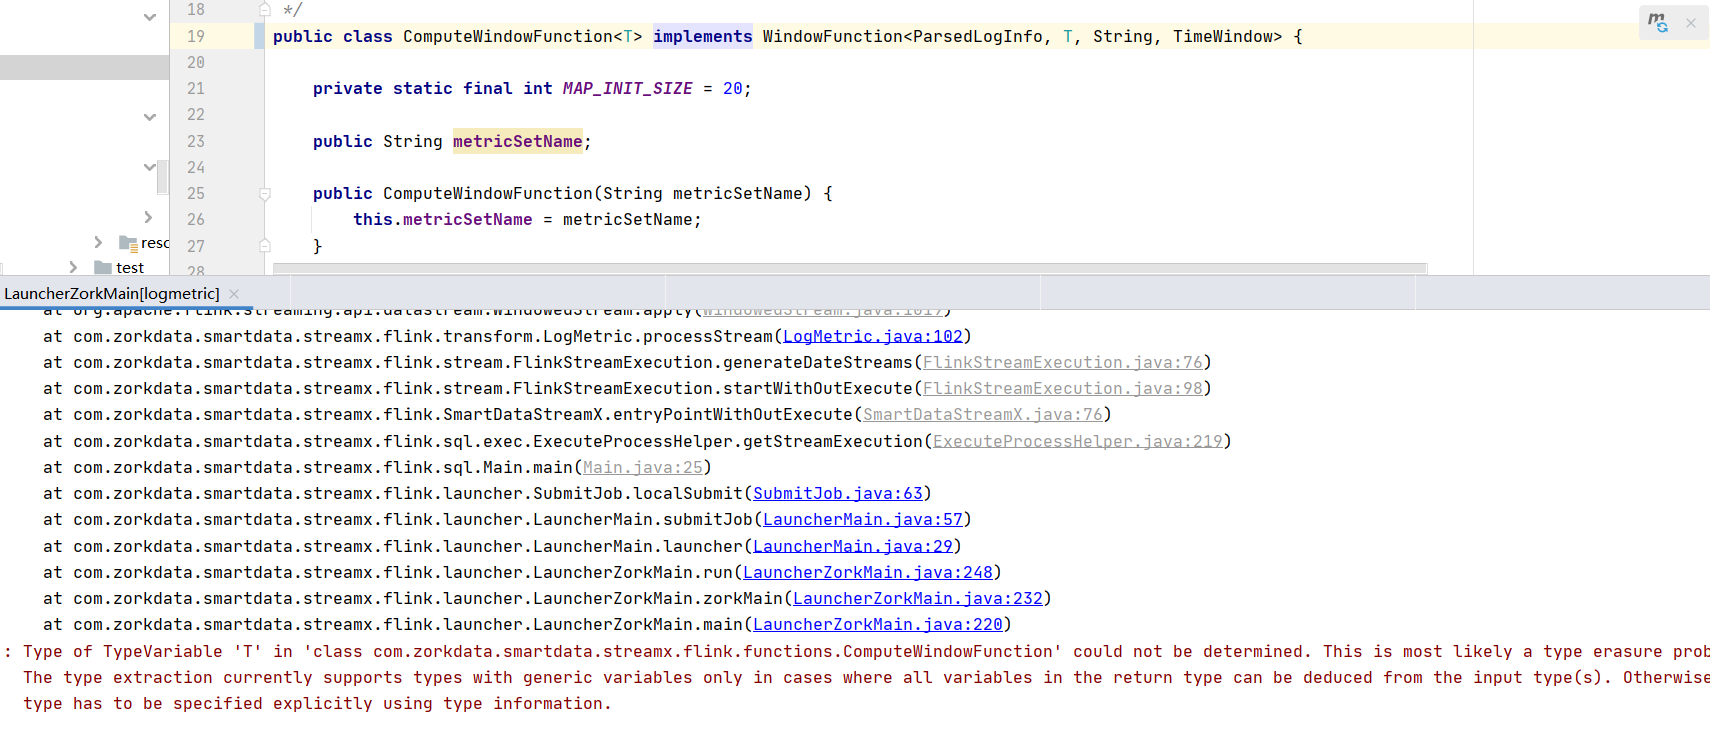 18 */
19 public class ComputeWindowFunction<T> implements WindowFunction<ParsedLogInfo, T, String, TimeWindow> {
20
21 private static final int MAP_INIT_SIZE = 20;
22
23 public String metricSetName;
24
25 public ComputeWindowFunction(String metricSetName) {
26 this.metricSetName = metricSetName;
27 }
28
resc
test
LauncherZorkMain[logmetric]
at org.apache.flink.streaming.api.datastream.WindowedStream.apply(WindowedStream.java:1019)
at com.zorkdata.smartdata.streamx.flink.transform.LogMetric.processStream(LogMetric.java:102)
at com.zorkdata.smartdata.streamx.flink.stream.FlinkStreamExecution.generateDateStreams(FlinkStreamExecution.java:76)
at com.zorkdata.smartdata.streamx.flink.stream.FlinkStreamExecution.startWithOutExecute(FlinkStreamExecution.java:98)
at com.zorkdata.smartdata.streamx.flink.SmartDataStreamX.entryPointWithOutExecute(SmartDataStreamX.java:76)
at com.zorkdata.smartdata.streamx.flink.sql.exec.ExecuteProcessHelper.getStreamExecution(ExecuteProcessHelper.java:219)
at com.zorkdata.smartdata.streamx.flink.sql.Main.main(Main.java:25)
at com.zorkdata.smartdata.streamx.flink.launcher.SubmitJob.localSubmit(SubmitJob.java:63)
at com.zorkdata.smartdata.streamx.flink.launcher.LauncherMain.submitJob(LauncherMain.java:57)
at com.zorkdata.smartdata.streamx.flink.launcher.LauncherMain.launcher(LauncherMain.java:29)
at com.zorkdata.smartdata.streamx.flink.launcher.LauncherZorkMain.run(LauncherZorkMain.java:248)
at com.zorkdata.smartdata.streamx.flink.launcher.LauncherZorkMain.zorkMain(LauncherZorkMain.java:232)
at com.zorkdata.smartdata.streamx.flink.launcher.LauncherZorkMain.main(LauncherZorkMain.java:220)
: Type of TypeVariable 'T' in 'class com.zorkdata.smartdata.streamx.flink.functions.ComputeWindowFunction' could not be determined. This is most likely a type erasure prob
The type extraction currently supports types with generic variables only in cases where all variables in the return type can be deduced from the input type(s). Otherwise
type has to be specified explicitly using type information.